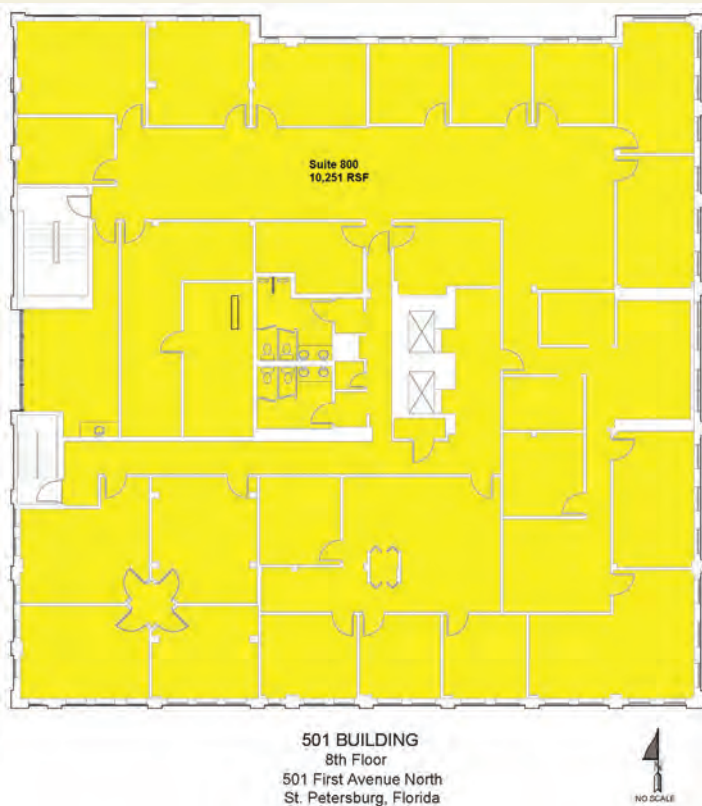 Suite 800
10,251 RSF
501 BUILDING
8th Floor
501 First Avenue North
St. Petersburg, Florida
N
NO SCALE